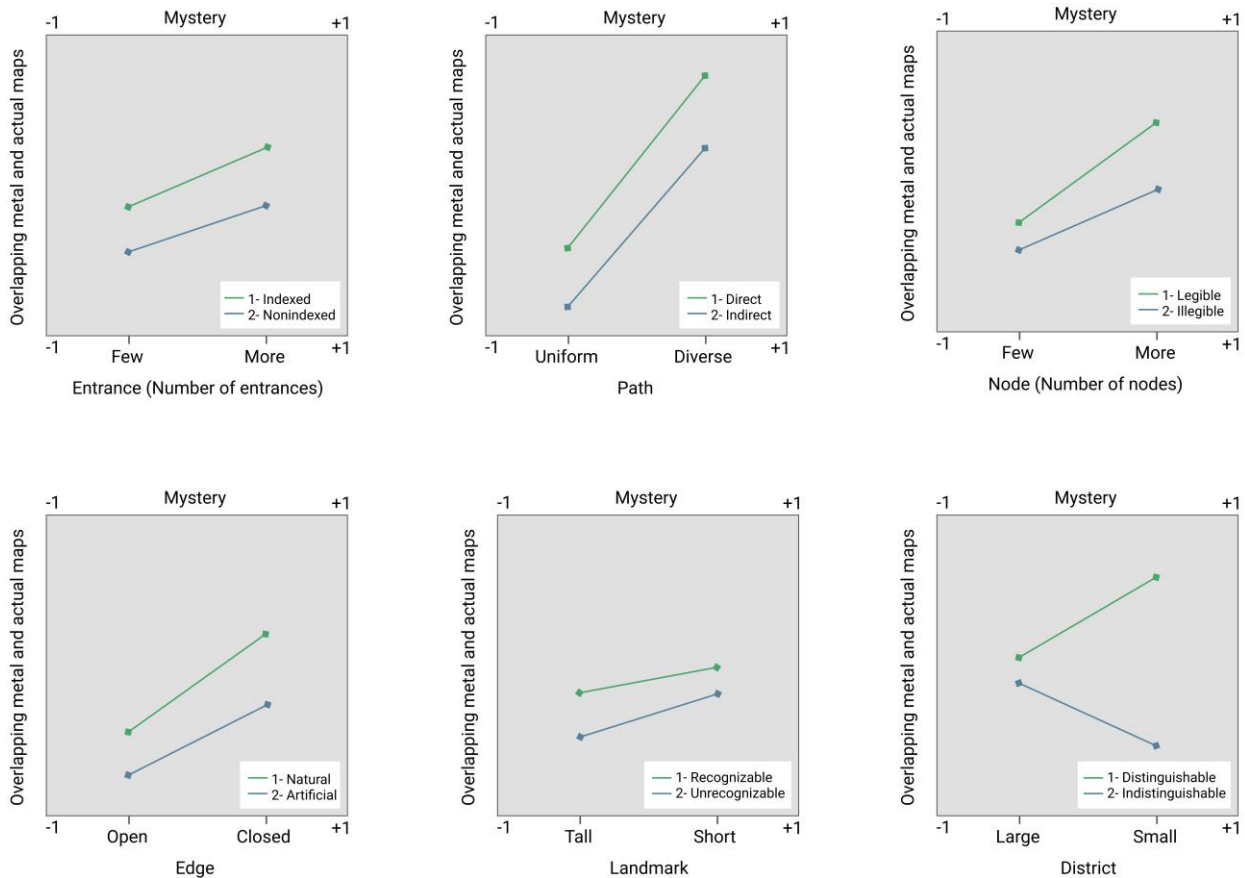 -1 Mystery +1
Overlapping metal and actual maps
1- Indexed
2- Nonindexed
-1 Few More +1
Entrance (Number of entrances)
-1 Mystery +1
Overlapping metal and actual maps
1- Direct
2- Indirect
-1 Uniform Diverse +1
Path
-1 Mystery +1
Overlapping metal and actual maps
1- Legible
2- Illegible
-1 Few More +1
Node (Number of nodes)
-1 Mystery +1
Overlapping metal and actual maps
1- Natural
2- Artificial
-1 Open Closed +1
Edge
-1 Mystery +1
Overlapping metal and actual maps
1- Recognizable
2- Unrecognizable
-1 Tall Short +1
Landmark
-1 Mystery +1
Overlapping metal and actual maps
1- Distinguishable
2- Indistinguishable
-1 Large Small +1
District